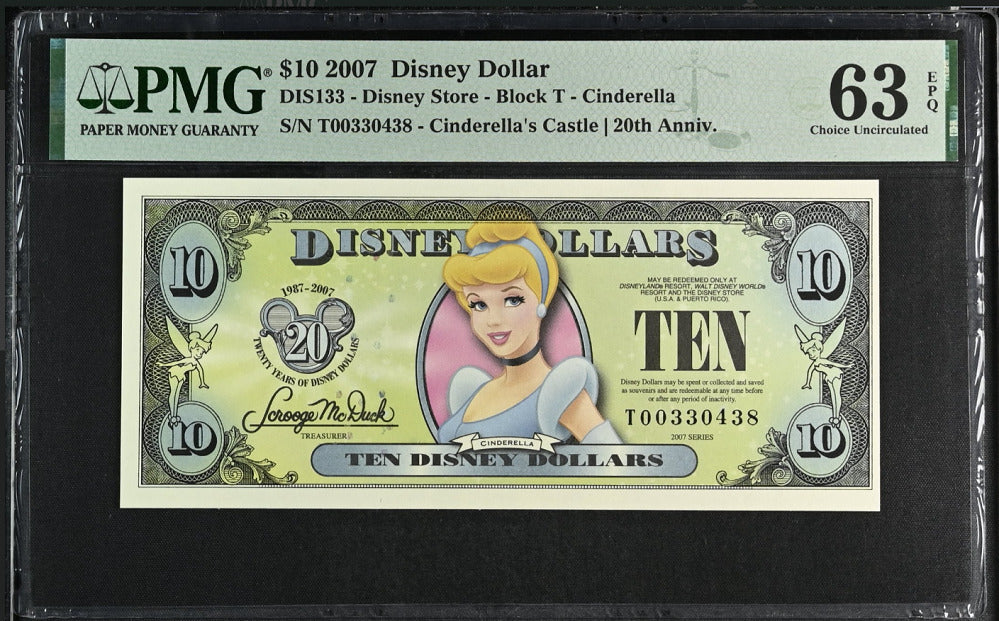 PMG®
PAPER MONEY GUARANTY
$10 2007 Disney Dollar
DIS133 - Disney Store - Block T - Cinderella
S/N T00330438 - Cinderella's Castle | 20th Anniv.
63
EPQ
Choice Uncirculated
DISNEY DOLLARS
10
10
1987-2007
20
TWENTY YEARS OF DISNEY DOLLARS
MAY BE REDEEMED ONLY AT
DISNEYLAND® RESORT, WALT DISNEY WORLD®
RESORT AND THE DISNEY STORE
(U.S.A. & PUERTO RICO).
TEN
Disney Dollars may be spent or collected and saved
as souvenirs and are redeemable at any time before
or after any period of inactivity.
T00330438
2007 SERIES
Scrooge McDuck
TREASURER
10
10
CINDERELLA
TEN DISNEY DOLLARS